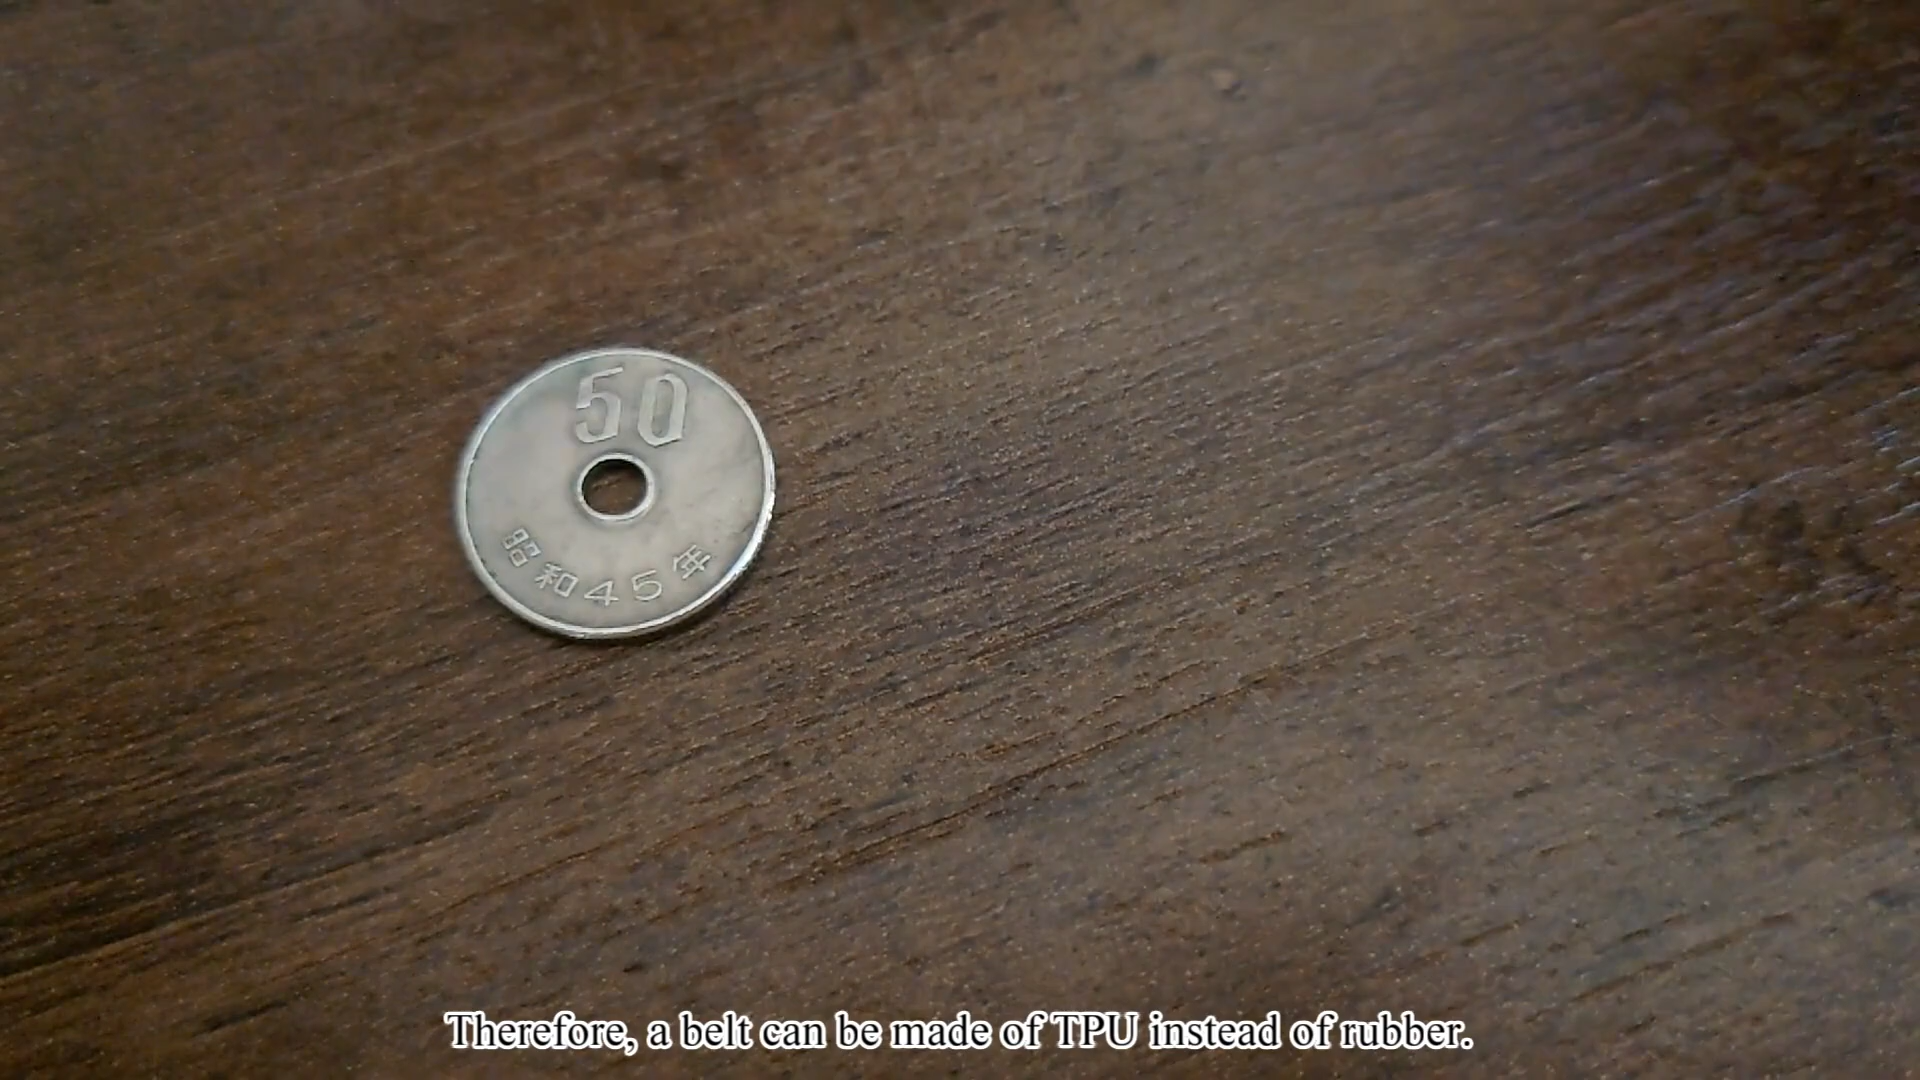 50
昭和45年
Therefore, a belt can be made of TPU instead of rubber.